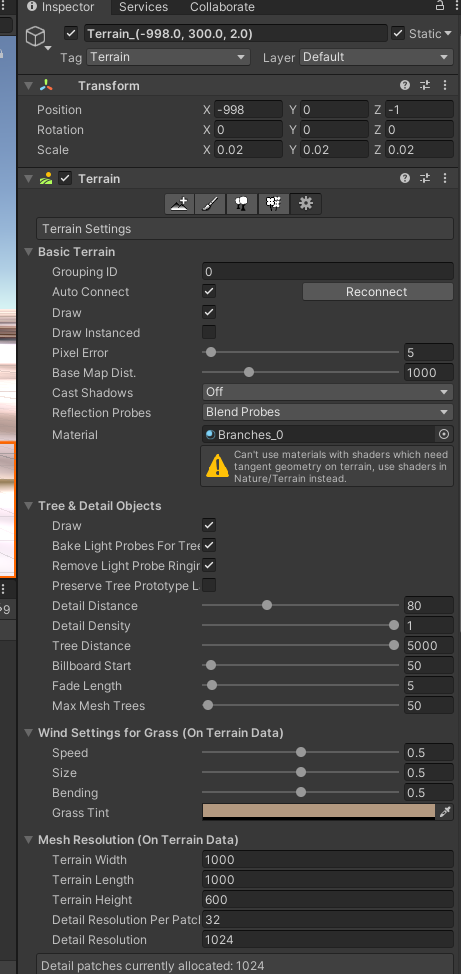 Inspector Services Collaborate
Terrain_(-998.0, 300.0, 2.0) Static
Tag Terrain Layer Default
Transform
Position X -998 Y 0 Z -1
Rotation X 0 Y 0 Z 0
Scale X 0.02 Y 0.02 Z 0.02
Terrain
Terrain Settings
Basic Terrain
Grouping ID 0
Auto Connect Reconnect
Draw
Draw Instanced
Pixel Error 5
Base Map Dist. 1000
Cast Shadows Off
Reflection Probes Blend Probes
Material Branches_0
Can't use materials with shaders which need
tangent geometry on terrain, use shaders in
Nature/Terrain instead.
Tree & Detail Objects
Draw
Bake Light Probes For Tree
Remove Light Probe Ringin
Preserve Tree Prototype L
Detail Distance 80
Detail Density 1
Tree Distance 5000
Billboard Start 50
Fade Length 5
Max Mesh Trees 50
9
Wind Settings for Grass (On Terrain Data)
Speed 0.5
Size 0.5
Bending 0.5
Grass Tint
Mesh Resolution (On Terrain Data)
Terrain Width 1000
Terrain Length 1000
Terrain Height 600
Detail Resolution Per Patch 32
Detail Resolution 1024
Detail patches currently allocated: 1024